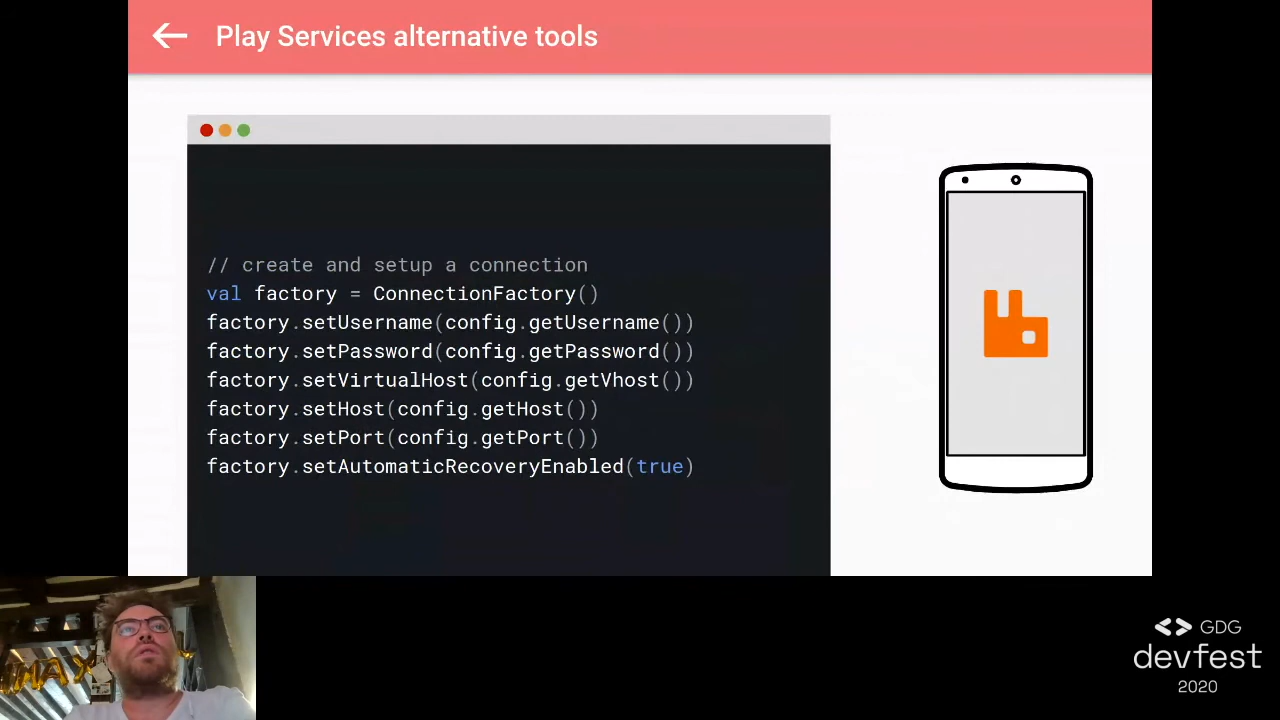 Play Services alternative tools
// create and setup a connection
val factory = ConnectionFactory()
factory.setUsername(config.getUsername())
factory.setPassword(config.getPassword())
factory.setVirtualHost(config.getVhost())
factory.setHost(config.getHost())
factory.setPort(config.getPort())
factory.setAutomaticRecoveryEnabled(true)
GDG
devfest
2020